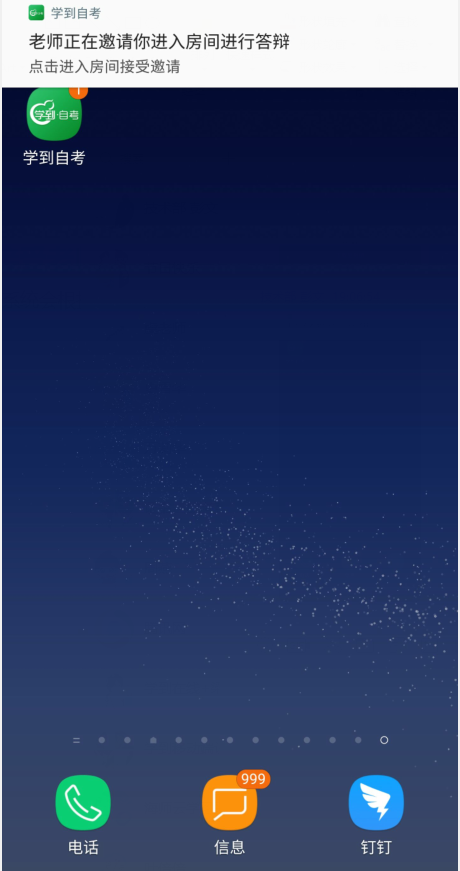 学到自考
老师正在邀请你进入房间进行答辩
点击进入房间接受邀请
1
学到·自考
学到自考
999
电话
信息
钉钉